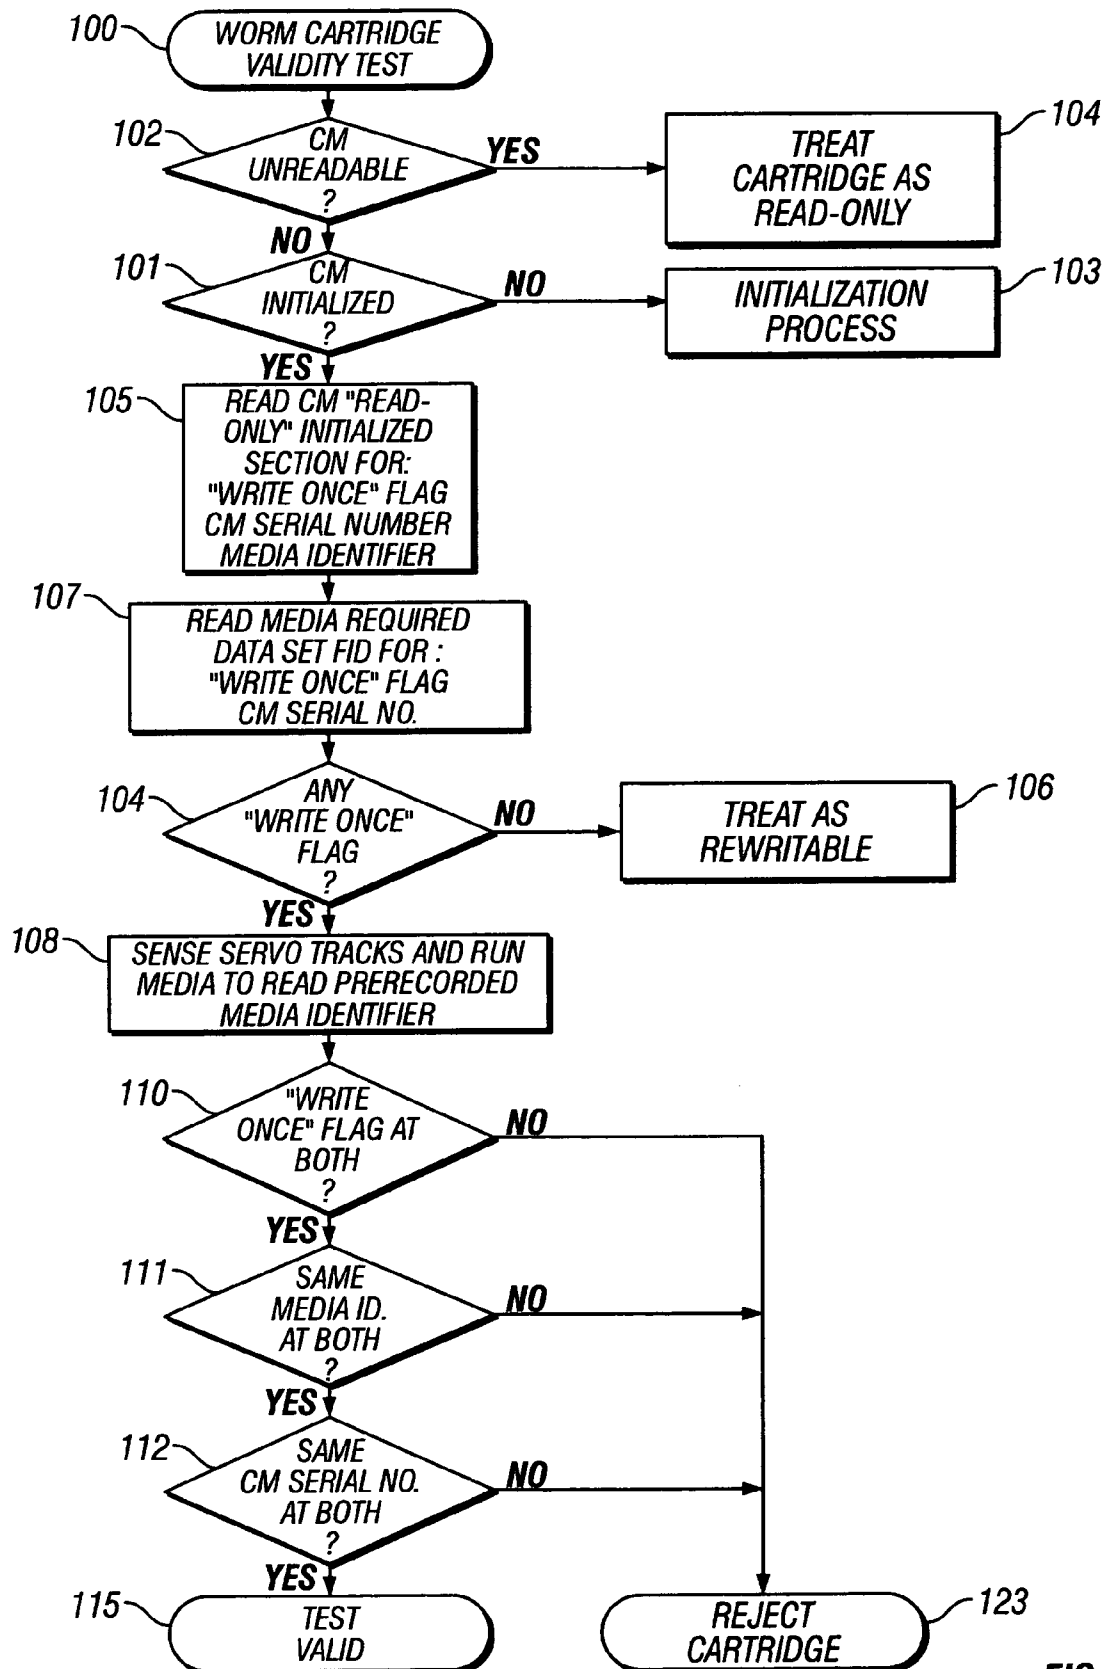 100
WORM CARTRIDGE
VALIDITY TEST
102
CM
UNREADABLE
?
YES
104
TREAT
CARTRIDGE AS
READ-ONLY
NO
101
CM
INITIALIZED
?
NO
103
INITIALIZATION
PROCESS
YES
105
READ CM "READ-
ONLY" INITIALIZED
SECTION FOR:
"WRITE ONCE" FLAG
CM SERIAL NUMBER
MEDIA IDENTIFIER
107
READ MEDIA REQUIRED
DATA SET FID FOR :
"WRITE ONCE" FLAG
CM SERIAL NO.
104
ANY
"WRITE ONCE"
FLAG
?
NO
106
TREAT AS
REWRITABLE
YES
108
SENSE SERVO TRACKS AND RUN
MEDIA TO READ PRERECORDED
MEDIA IDENTIFIER
110
"WRITE
ONCE" FLAG AT
BOTH
?
NO
YES
111
SAME
MEDIA ID.
AT BOTH
?
NO
YES
112
SAME
CM SERIAL NO.
AT BOTH
?
NO
YES
115
TEST
VALID
REJECT
CARTRIDGE
123